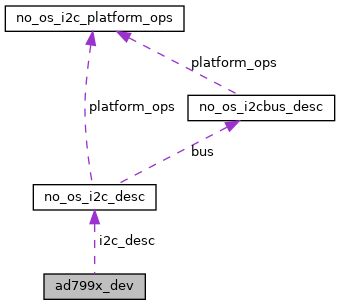 no_os_i2c_platform_ops
platform_ops
no_os_i2cbus_desc
platform_ops
bus
no_os_i2c_desc
i2c_desc
ad799x_dev